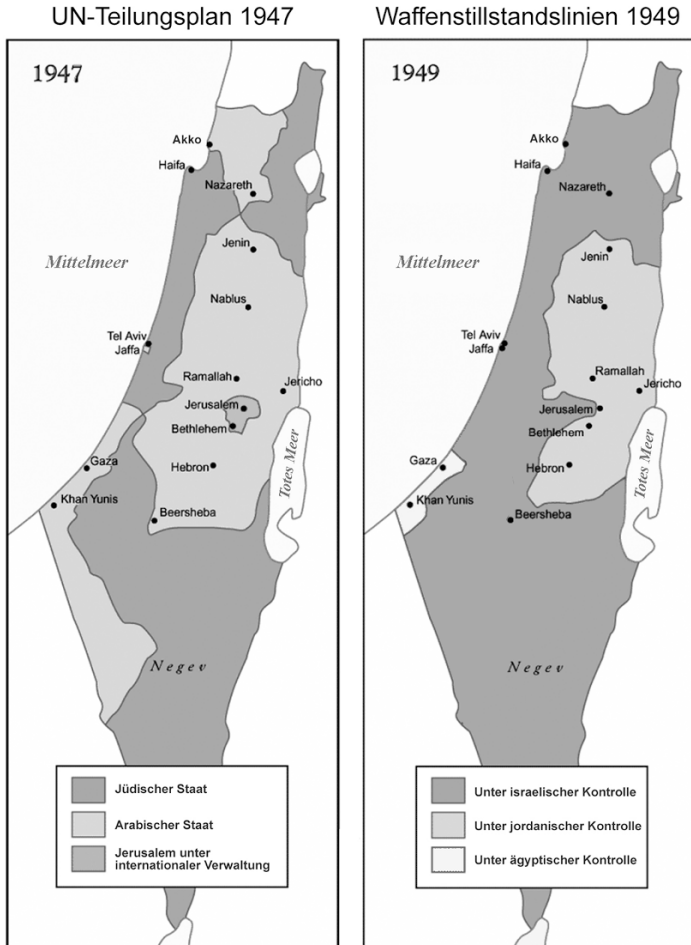 UN-Teilungsplan 1947
1947
Akko
Haifa
Nazareth
Jenin
Mittelmeer
Nablus
Tel Aviv
Jaffa
Ramallah
Jericho
Jerusalem
Bethlehem
Gaza
Hebron
Totes Meer
Khan Yunis
Beersheba
Negev
Jüdischer Staat
Arabischer Staat
Jerusalem unter
internationaler Verwaltung
Waffenstillstandslinien 1949
1949
Akko
Haifa
Nazareth
Jenin
Mittelmeer
Nablus
Tel Aviv
Jaffa
Ramallah
Jericho
Jerusalem
Bethlehem
Gaza
Hebron
Totes Meer
Khan Yunis
Beersheba
Negev
Unter israelischer Kontrolle
Unter jordanischer Kontrolle
Unter ägyptischer Kontrolle